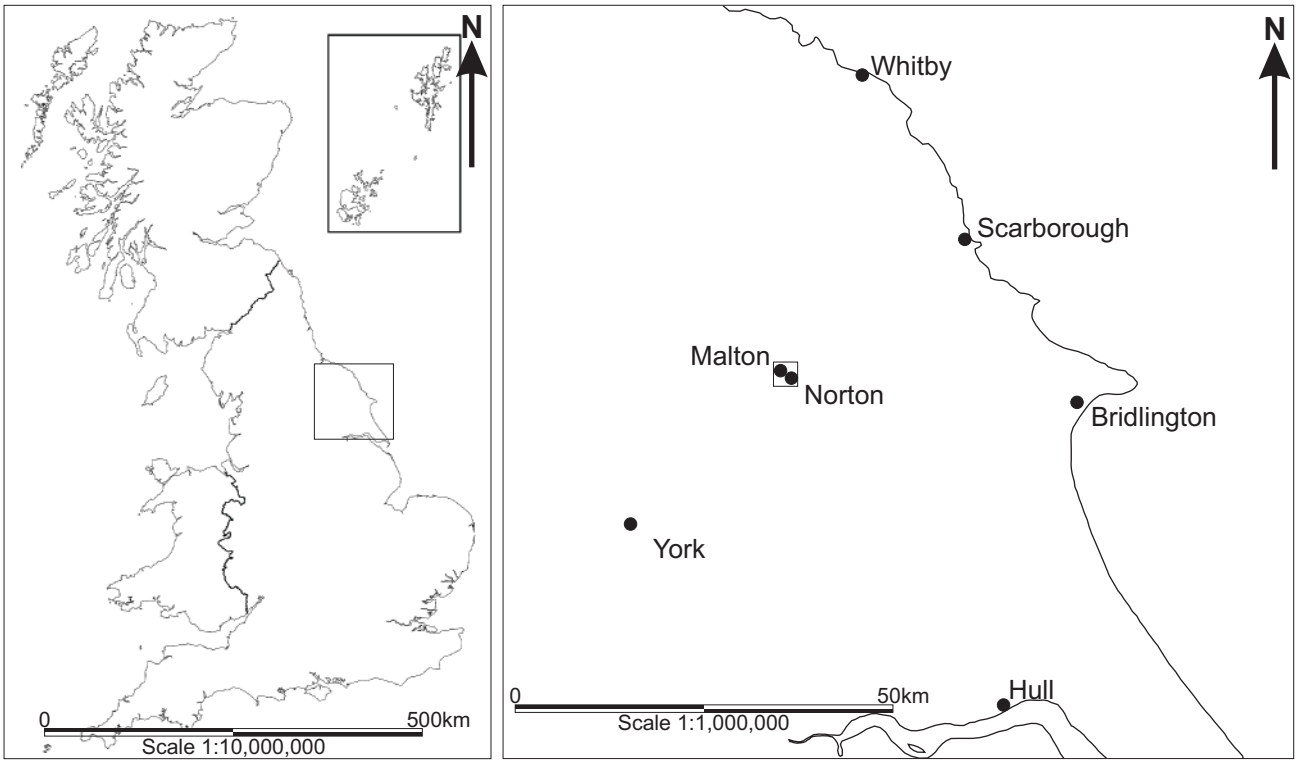 N
0
500km
Scale 1:10,000,000
N
Whitby
Scarborough
Malton
Norton
Bridlington
York
Hull
0
50km
Scale 1:1,000,000